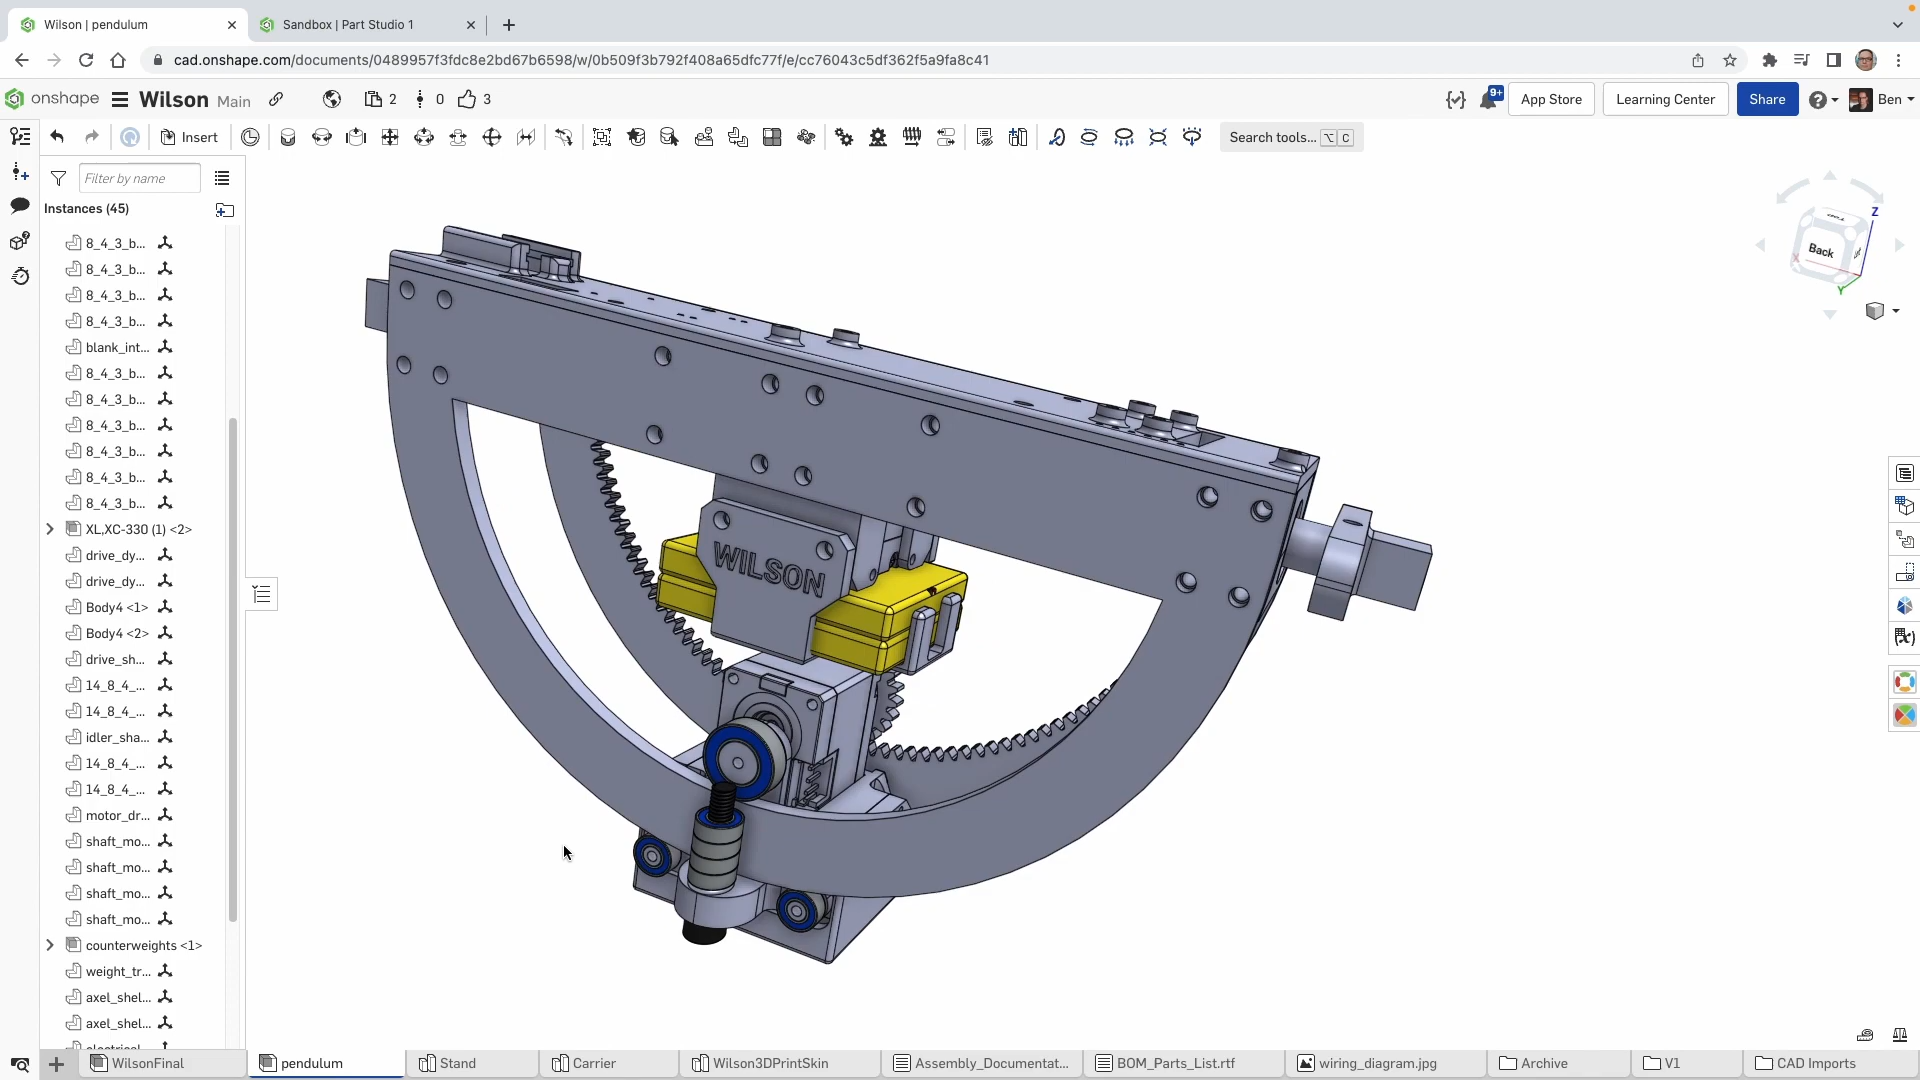 Wilson | pendulum
Sandbox | Part Studio 1
cad.onshape.com/documents/0489957f3fdc8e2bd67b6598/w/0b509f3b792f408a65dfc77f/e/cc76043c5df362f5a9fa8c41
onshape
Wilson Main
2
0
3
9+
App Store
Learning Center
Share
Ben
Insert
Search tools... ⌥ C
Filter by name
Instances (45)
8_4_3_b...
8_4_3_b...
8_4_3_b...
8_4_3_b...
blank_int...
8_4_3_b...
8_4_3_b...
8_4_3_b...
8_4_3_b...
8_4_3_b...
8_4_3_b...
XL,XC-330 (1) <2>
drive_dy...
drive_dy...
Body4 <1>
Body4 <2>
drive_sh...
14_8_4_...
14_8_4_...
idler_sha...
14_8_4_...
14_8_4_...
motor_dr...
shaft_mo...
shaft_mo...
shaft_mo...
shaft_mo...
counterweights <1>
weight_tr...
axel_shel...
axel_shel...
WILSON
Top
Back
Z
X
Y
(x)
WilsonFinal
pendulum
Stand
Carrier
Wilson3DPrintSkin
Assembly_Documentat...
BOM_Parts_List.rtf
wiring_diagram.jpg
Archive
V1
CAD Imports